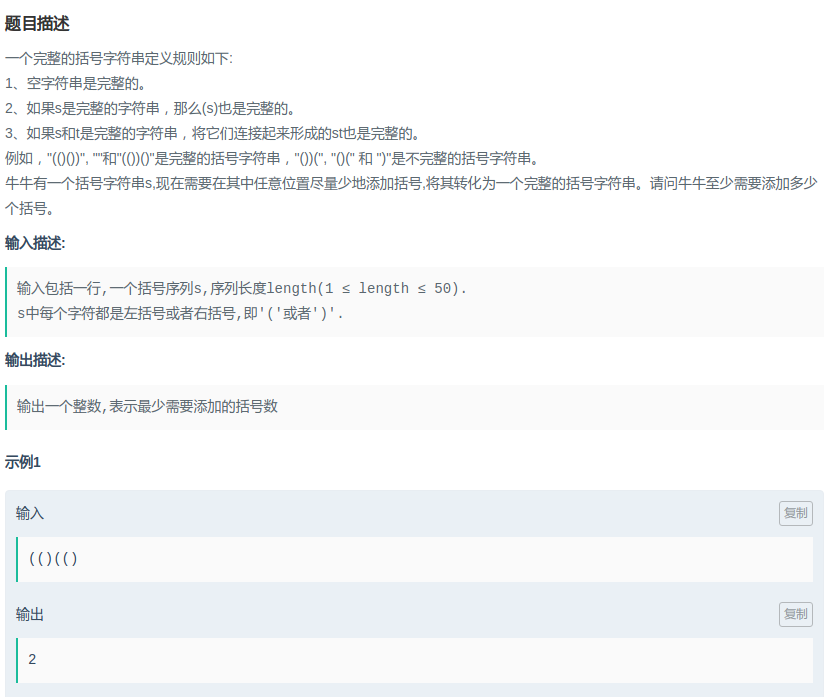 题目描述
一个完整的括号字符串定义规则如下:
1、空字符串是完整的。
2、如果s是完整的字符串，那么(s)也是完整的。
3、如果s和t是完整的字符串，将它们连接起来形成的st也是完整的。
例如，"(()())", ""和"(())()"是完整的括号字符串，"())(", "()(" 和 ")"是不完整的括号字符串。
牛牛有一个括号字符串s,现在需要在其中任意位置尽量少地添加括号,将其转化为一个完整的括号字符串。请问牛牛至少需要添加多少
个括号。
输入描述:
输入包括一行,一个括号序列s,序列长度length(1 ≤ length ≤ 50).
s中每个字符都是左括号或者右括号,即'('或者')'.
输出描述:
输出一个整数,表示最少需要添加的括号数
示例1
输入
复制
(()(()
输出
复制
2